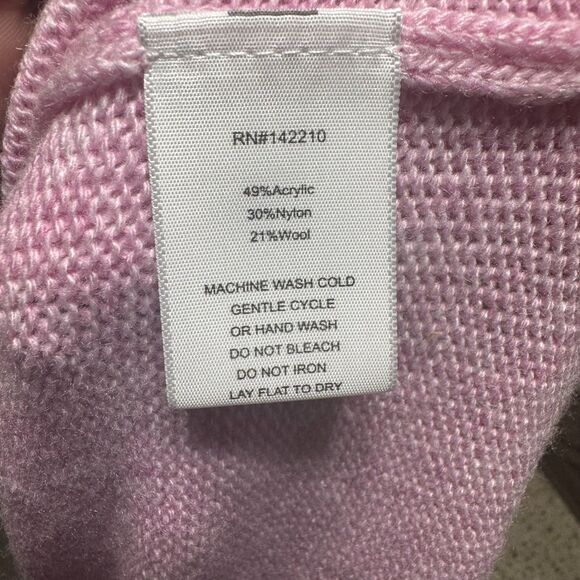 RN#142210
49%Acrylic
30%Nylon
21%Wool
MACHINE WASH COLD
GENTLE CYCLE
OR HAND WASH
DO NOT BLEACH
DO NOT IRON
LAY FLAT TO DRY